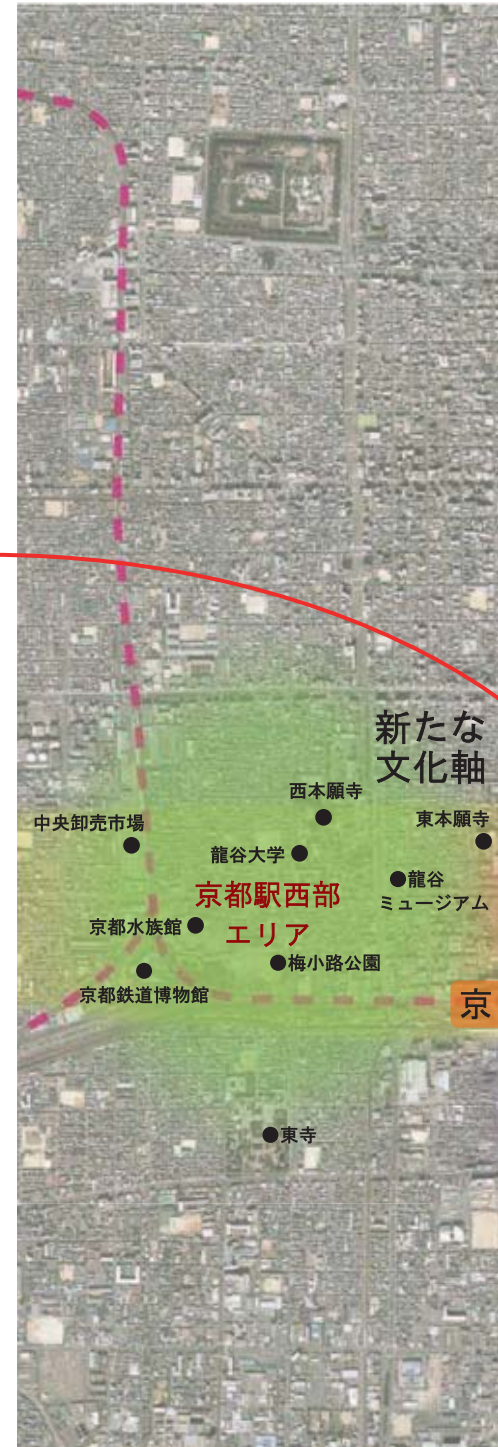 新たな
文化軸
西本願寺
東本願寺
中央卸売市場
龍谷大学
龍谷
ミュージアム
京都駅西部
エリア
京都水族館
梅小路公園
京都鉄道博物館
京
東寺